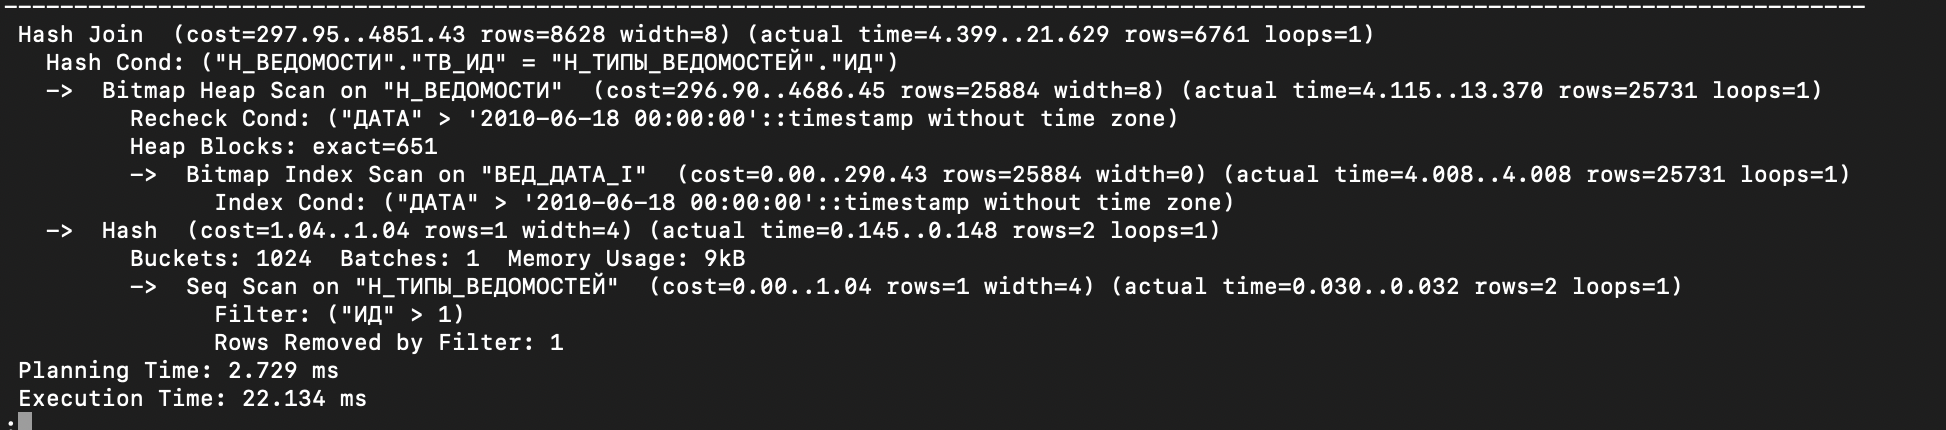 Hash Join  (cost=297.95..4851.43 rows=8628 width=8) (actual time=4.399..21.629 rows=6761 loops=1)
  Hash Cond: ("Н_ВЕДОМОСТИ"."ТВ_ИД" = "Н_ТИПЫ_ВЕДОМОСТЕЙ"."ИД")
  ->  Bitmap Heap Scan on "Н_ВЕДОМОСТИ"  (cost=296.90..4686.45 rows=25884 width=8) (actual time=4.115..13.370 rows=25731 loops=1)
        Recheck Cond: ("ДАТА" > '2010-06-18 00:00:00'::timestamp without time zone)
        Heap Blocks: exact=651
        ->  Bitmap Index Scan on "ВЕД_ДАТА_I"  (cost=0.00..290.43 rows=25884 width=0) (actual time=4.008..4.008 rows=25731 loops=1)
              Index Cond: ("ДАТА" > '2010-06-18 00:00:00'::timestamp without time zone)
  ->  Hash  (cost=1.04..1.04 rows=1 width=4) (actual time=0.145..0.148 rows=2 loops=1)
        Buckets: 1024  Batches: 1  Memory Usage: 9kB
        ->  Seq Scan on "Н_ТИПЫ_ВЕДОМОСТЕЙ"  (cost=0.00..1.04 rows=1 width=4) (actual time=0.030..0.032 rows=2 loops=1)
              Filter: ("ИД" > 1)
              Rows Removed by Filter: 1
Planning Time: 2.729 ms
Execution Time: 22.134 ms
: